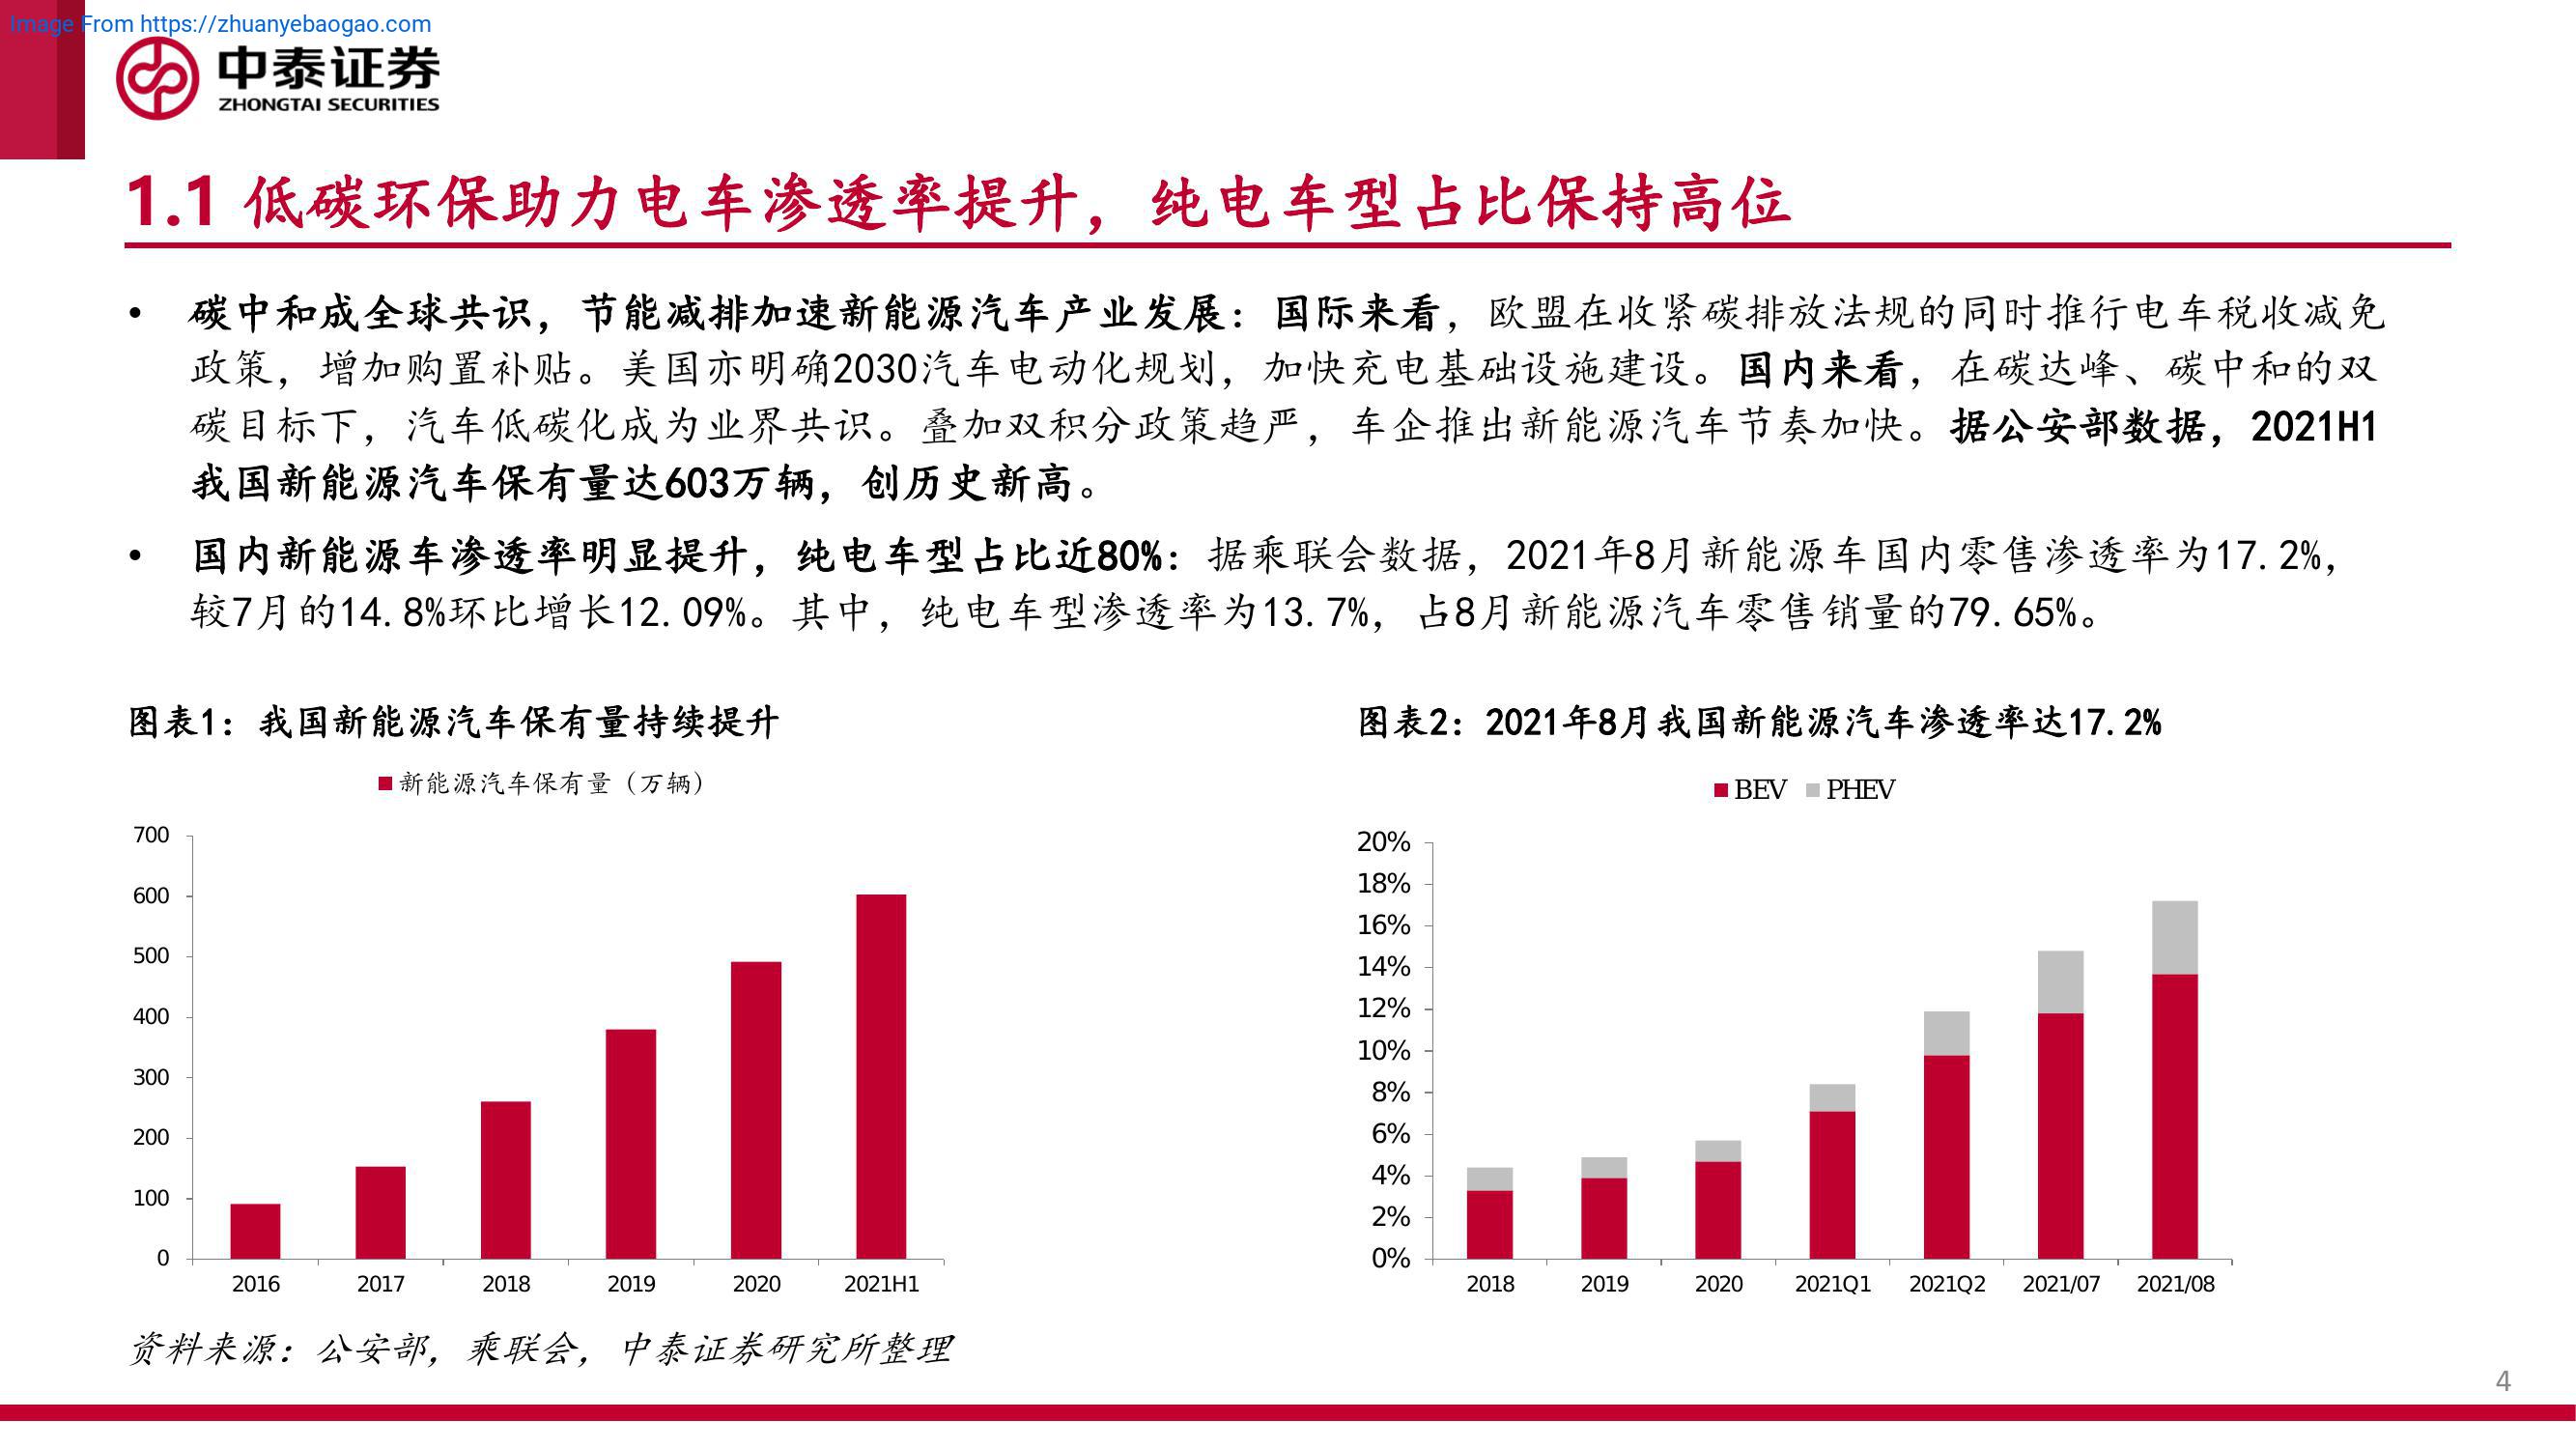 Image From https://zhuanyebaogao.com
中泰证券
ZHONGTAI SECURITIES
1.1 低碳环保助力电车渗透率提升，纯电车型占比保持高位
• 碳中和成全球共识，节能减排加速新能源汽车产业发展：国际来看，欧盟在收紧碳排放法规的同时推行电车税收减免
政策，增加购置补贴。美国亦明确2030汽车电动化规划，加快充电基础设施建设。国内来看，在碳达峰、碳中和的双
碳目标下，汽车低碳化成为业界共识。叠加双积分政策趋严，车企推出新能源汽车节奏加快。据公安部数据，2021H1
我国新能源汽车保有量达603万辆，创历史新高。
• 国内新能源车渗透率明显提升，纯电车型占比近80%：据乘联会数据，2021年8月新能源车国内零售渗透率为17.2%，
较7月的14.8%环比增长12.09%。其中，纯电车型渗透率为13.7%，占8月新能源汽车零售销量的79.65%。
图表1：我国新能源汽车保有量持续提升
新能源汽车保有量（万辆）
700
600
500
400
300
200
100
0
2016 2017 2018 2019 2020 2021H1
图表2：2021年8月我国新能源汽车渗透率达17.2%
BEV PHEV
20%
18%
16%
14%
12%
10%
8%
6%
4%
2%
0%
2018 2019 2020 2021Q1 2021Q2 2021/07 2021/08
资料来源：公安部，乘联会，中泰证券研究所整理
4